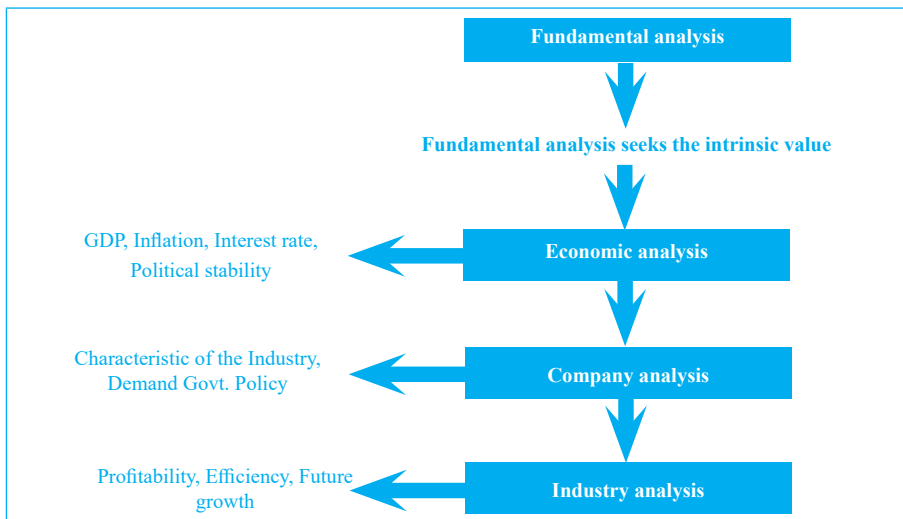 Fundamental analysis
Fundamental analysis seeks the intrinsic value
GDP, Inflation, Interest rate,
Political stability
Economic analysis
Characteristic of the Industry,
Demand Govt. Policy
Company analysis
Profitability, Efficiency, Future
growth
Industry analysis